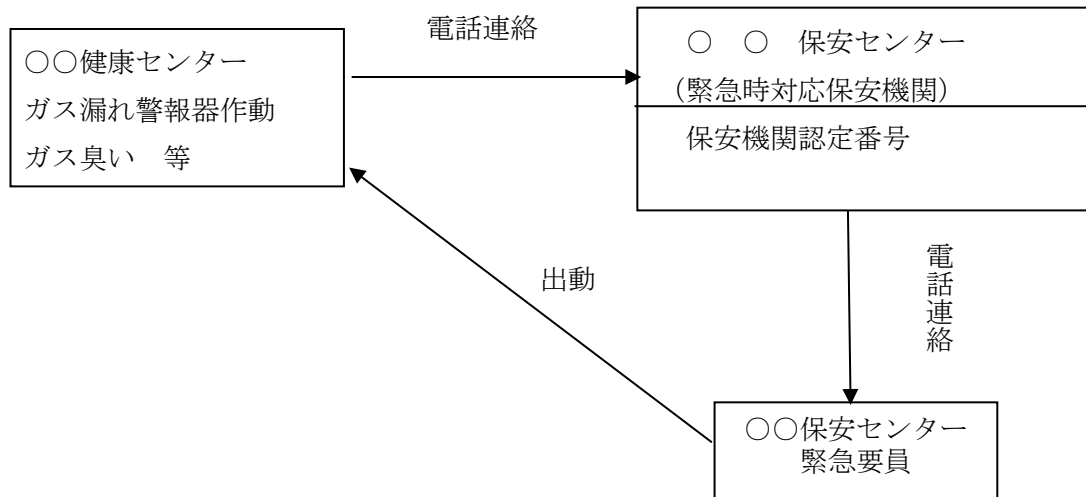 電話連絡
○○健康センター
ガス漏れ警報器作動
ガス臭い　等
○　○　保安センター
（緊急時対応保安機関）
保安機関認定番号
出動
電話連絡
○○保安センター
緊急要員